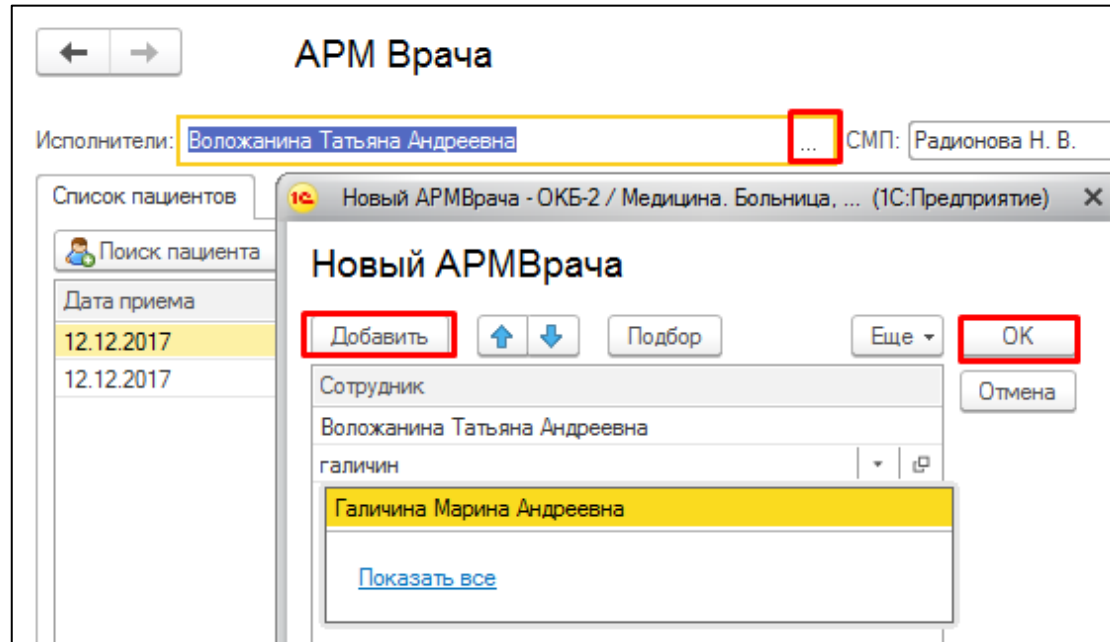 АРМ Врача
Исполнители: Воложанина Татьяна Андреевна ... СМП: Радионова Н. В.
Список пациентов
1С Новый АРМВрача - ОКБ-2 / Медицина. Больница, ... (1С:Предприятие)
Поиск пациента
Новый АРМВрача
Дата приема
Добавить Подбор Еще ОК
12.12.2017
12.12.2017
Сотрудник
Отмена
Воложанина Татьяна Андреевна
галичин
Галичина Марина Андреевна
Показать все